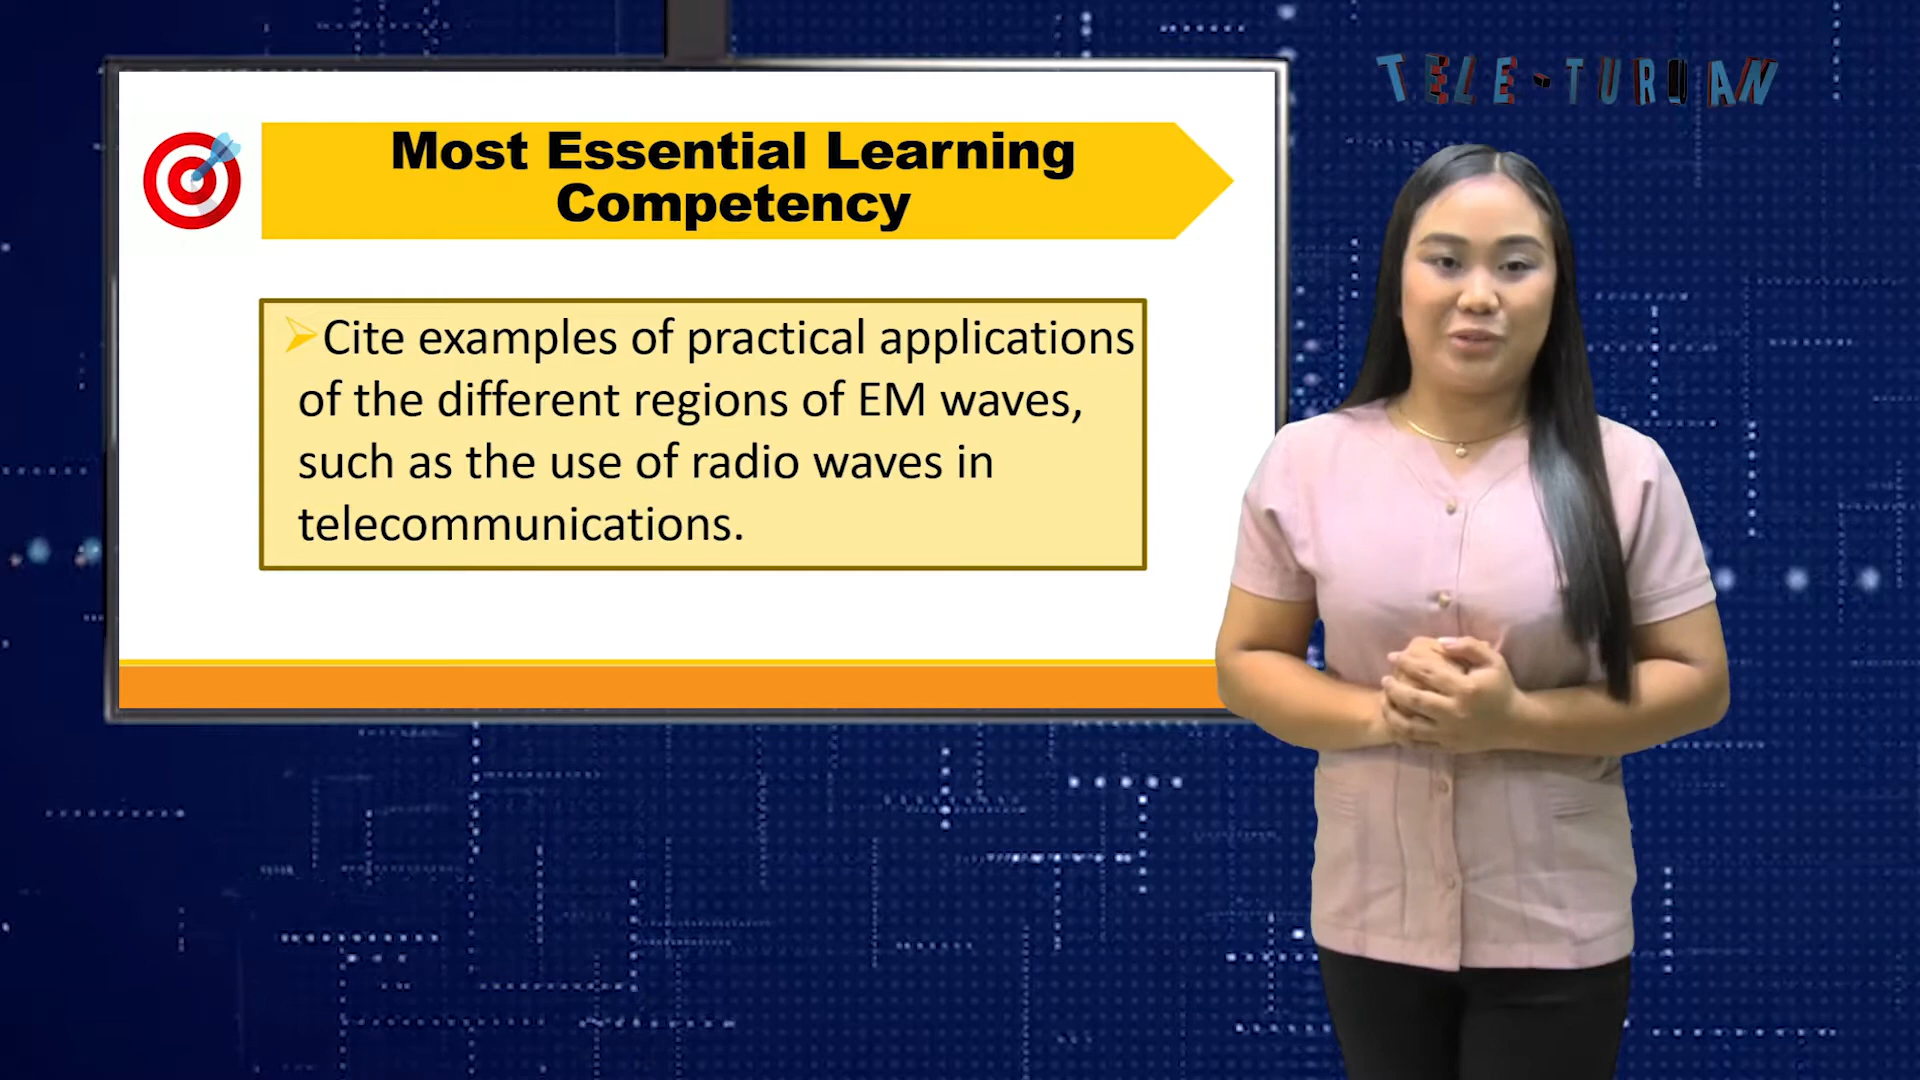 TELE-TURUAN
Most Essential Learning
Competency
Cite examples of practical applications
of the different regions of EM waves,
such as the use of radio waves in
telecommunications.